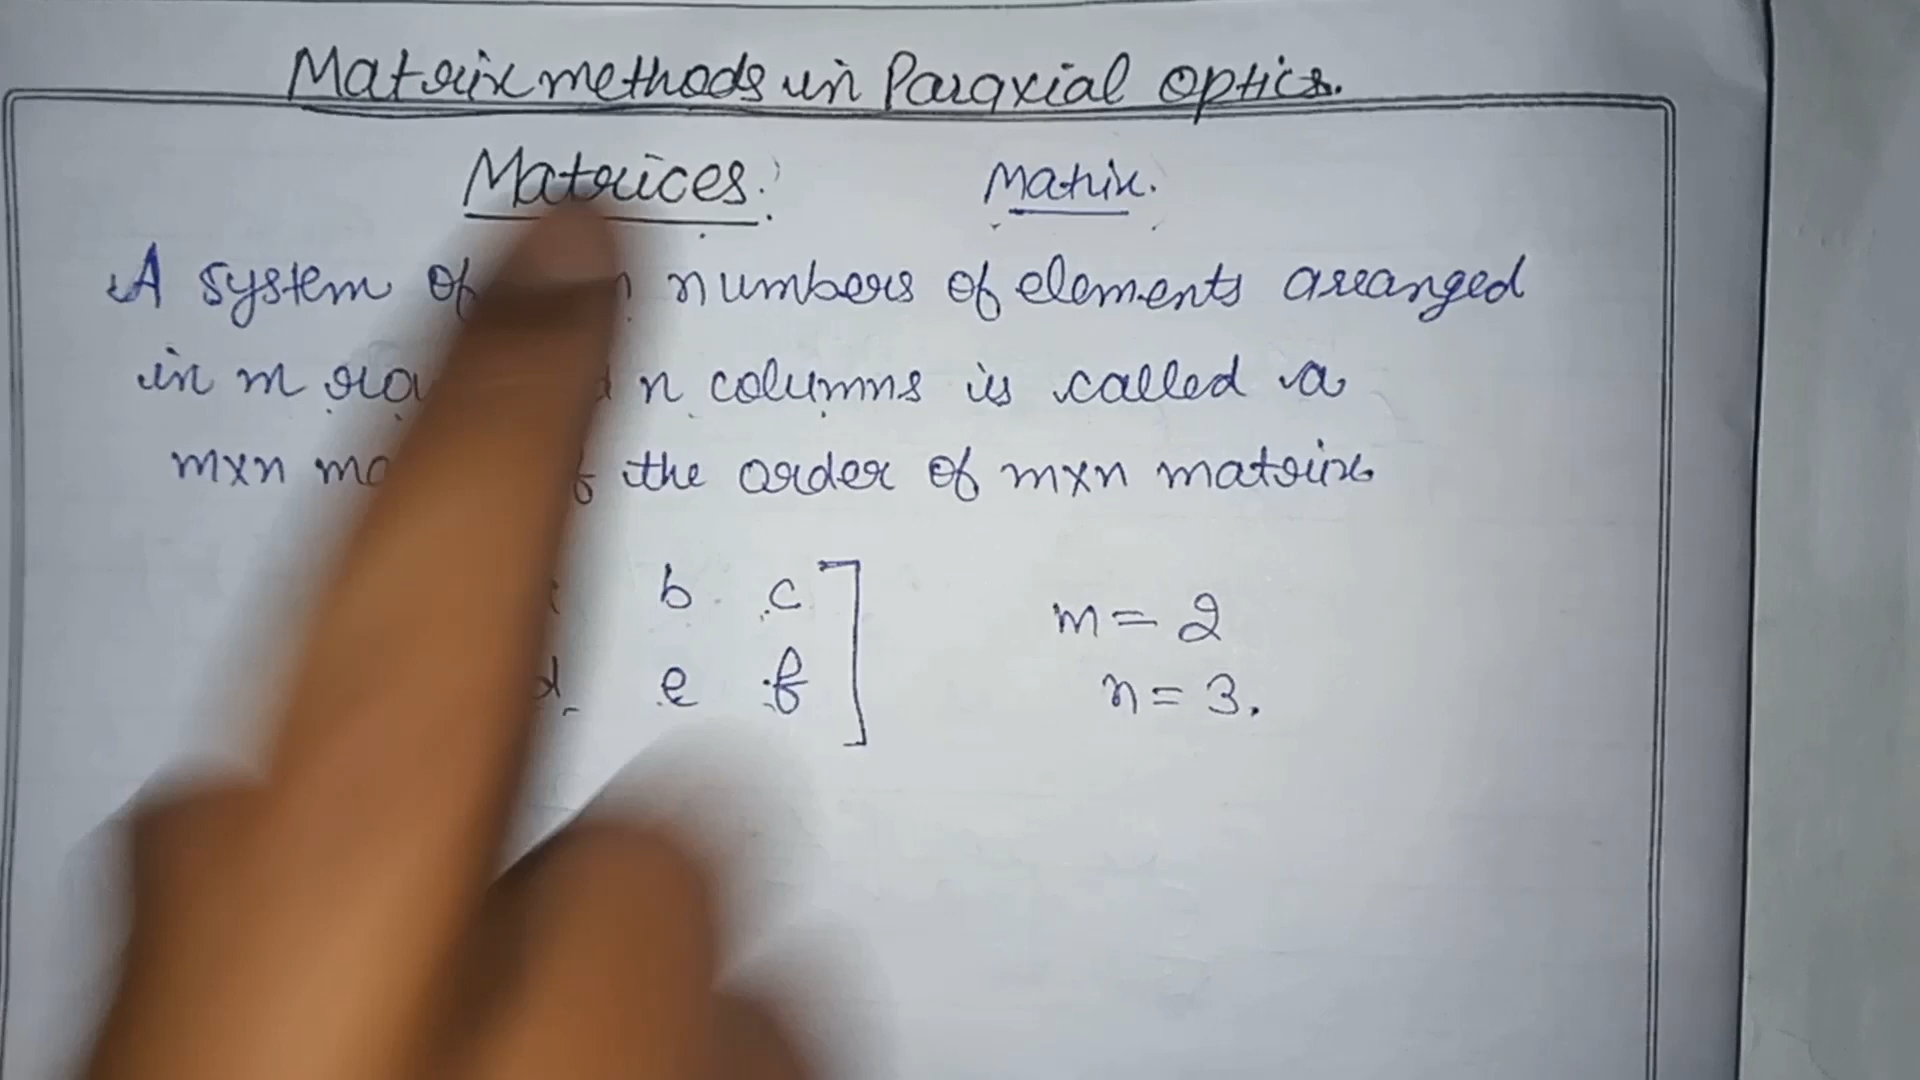 Matrix methods in Paraxial optics.
Matrices: Matrix.
A system of numbers of elements arranged
in m n columns is called a
mxn the order of mxn matrix
b c
d e f
m = 2
n = 3.